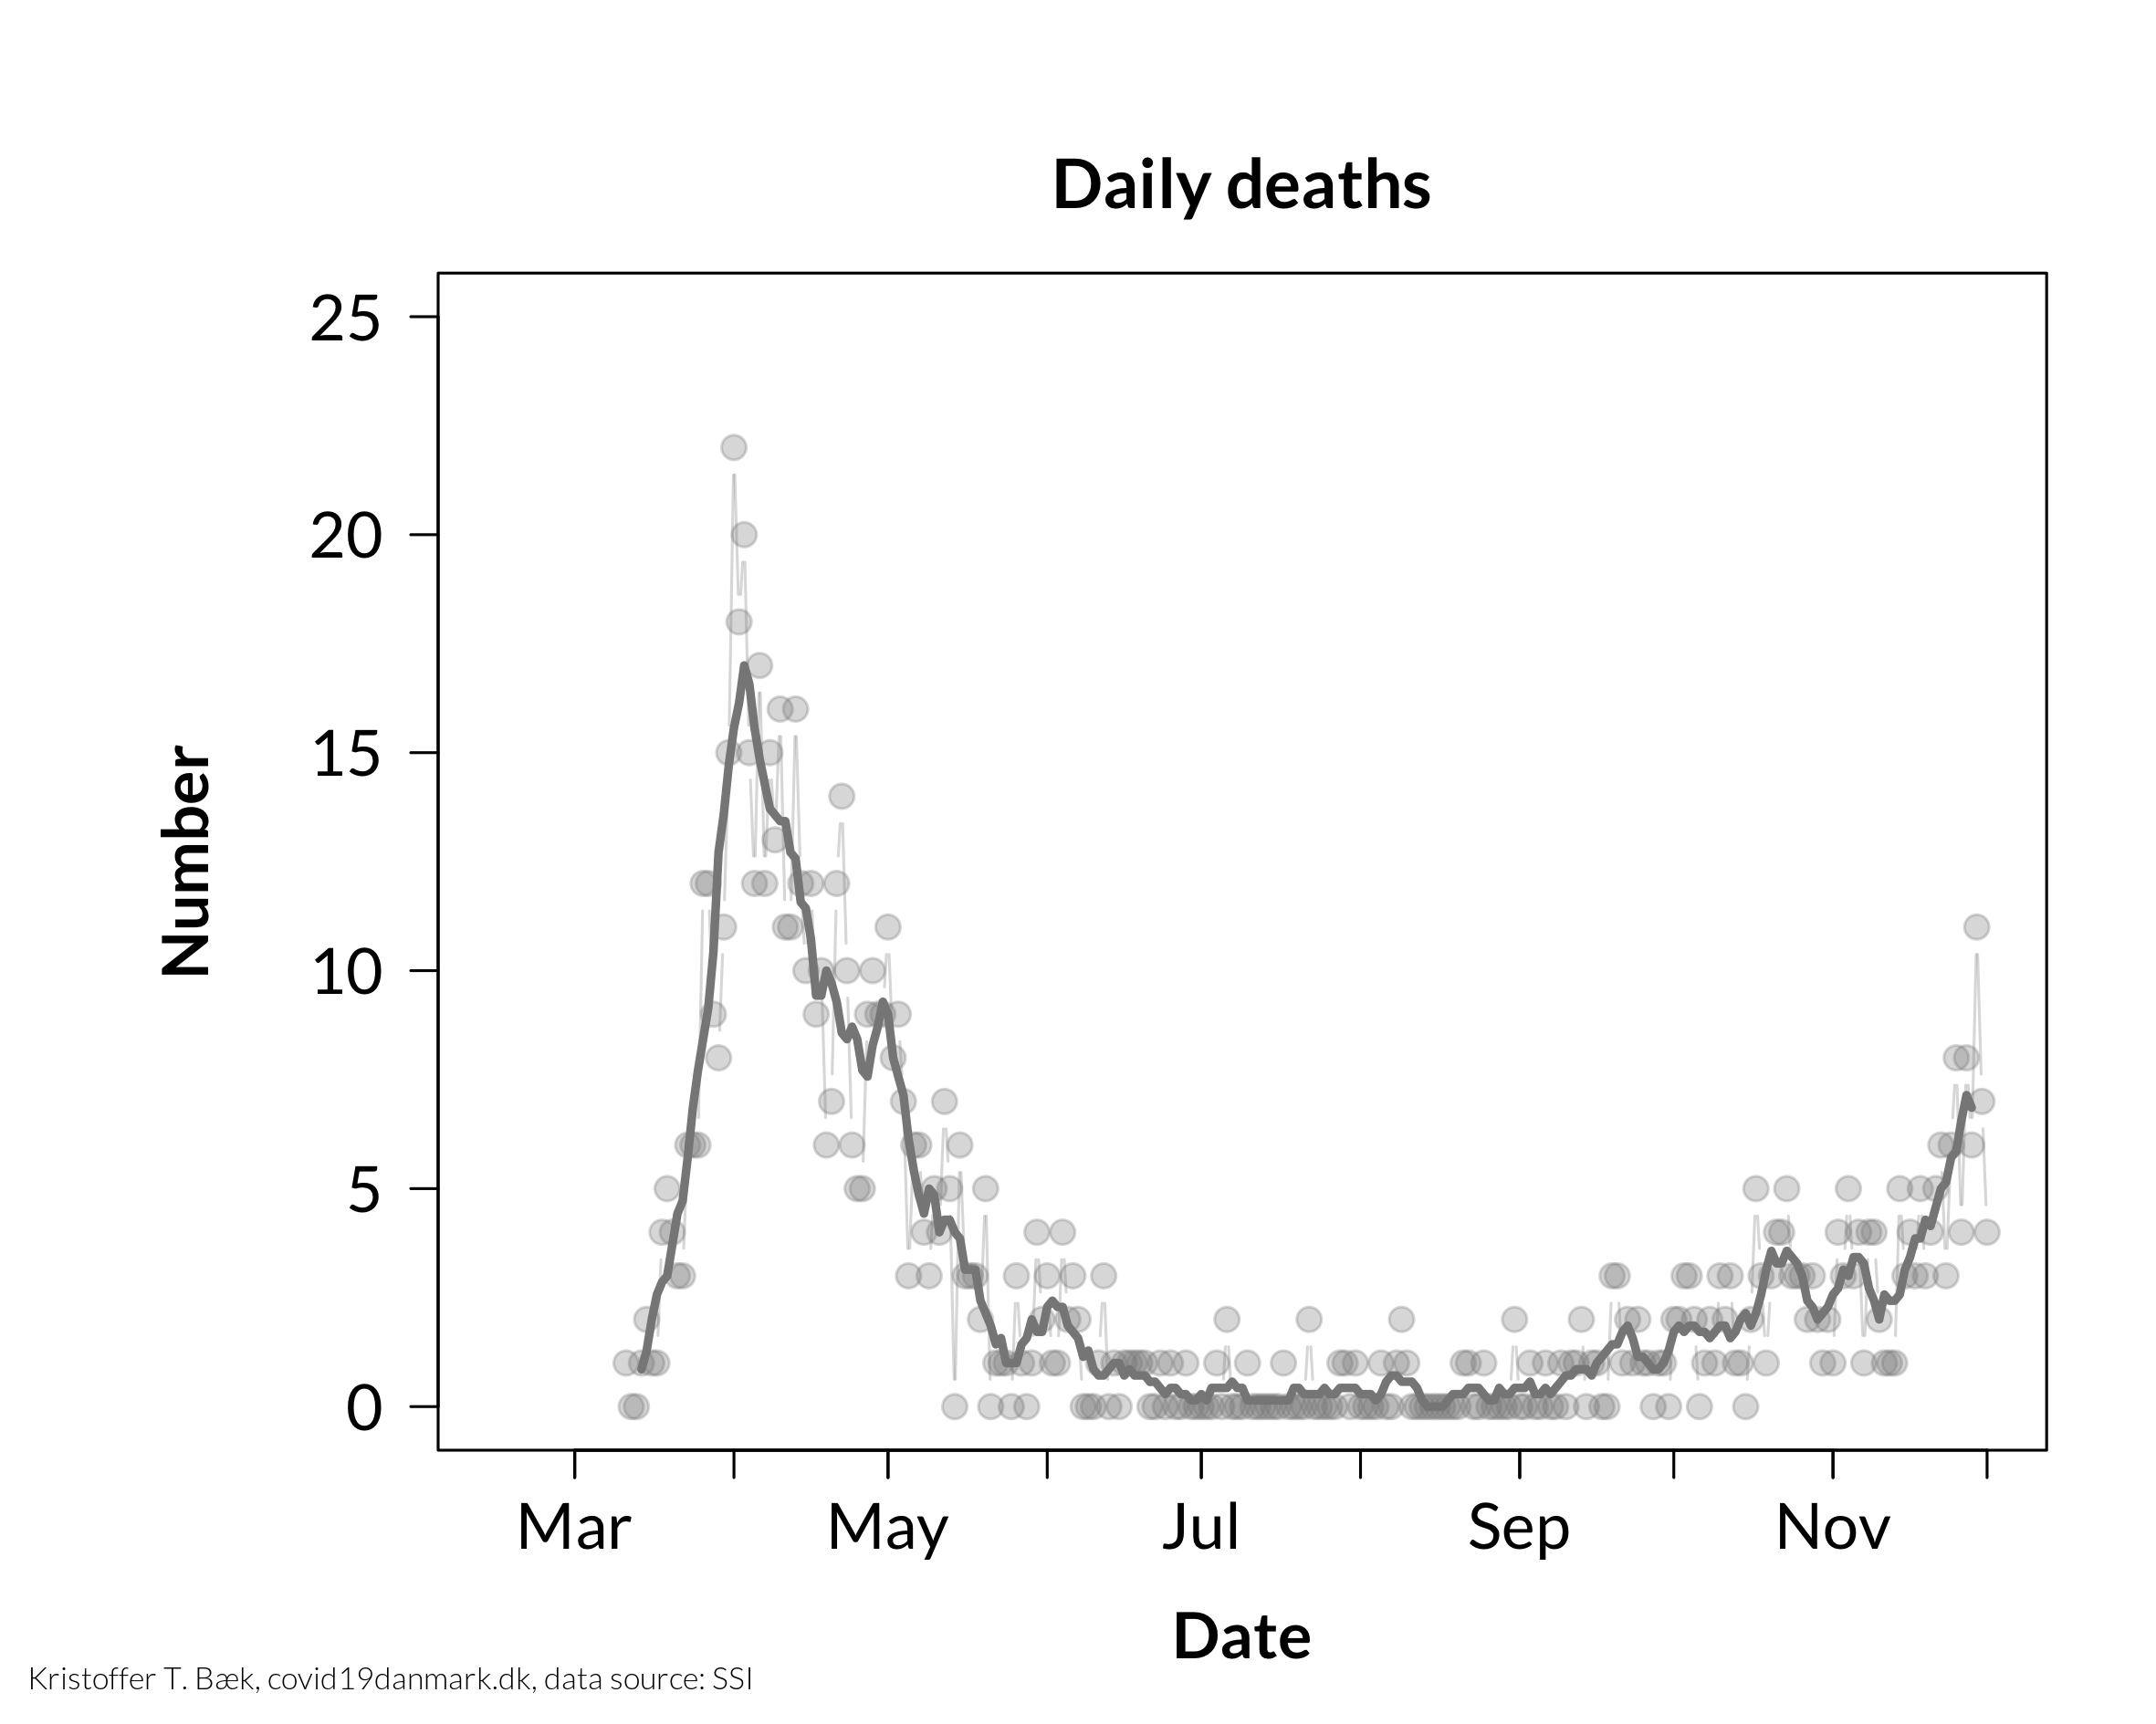 Daily deaths
25
20
15
10
5
0
Number
Mar May Jul Sep Nov
Date
Kristoffer T. Bæk, covid19danmark.dk, data source: SSI